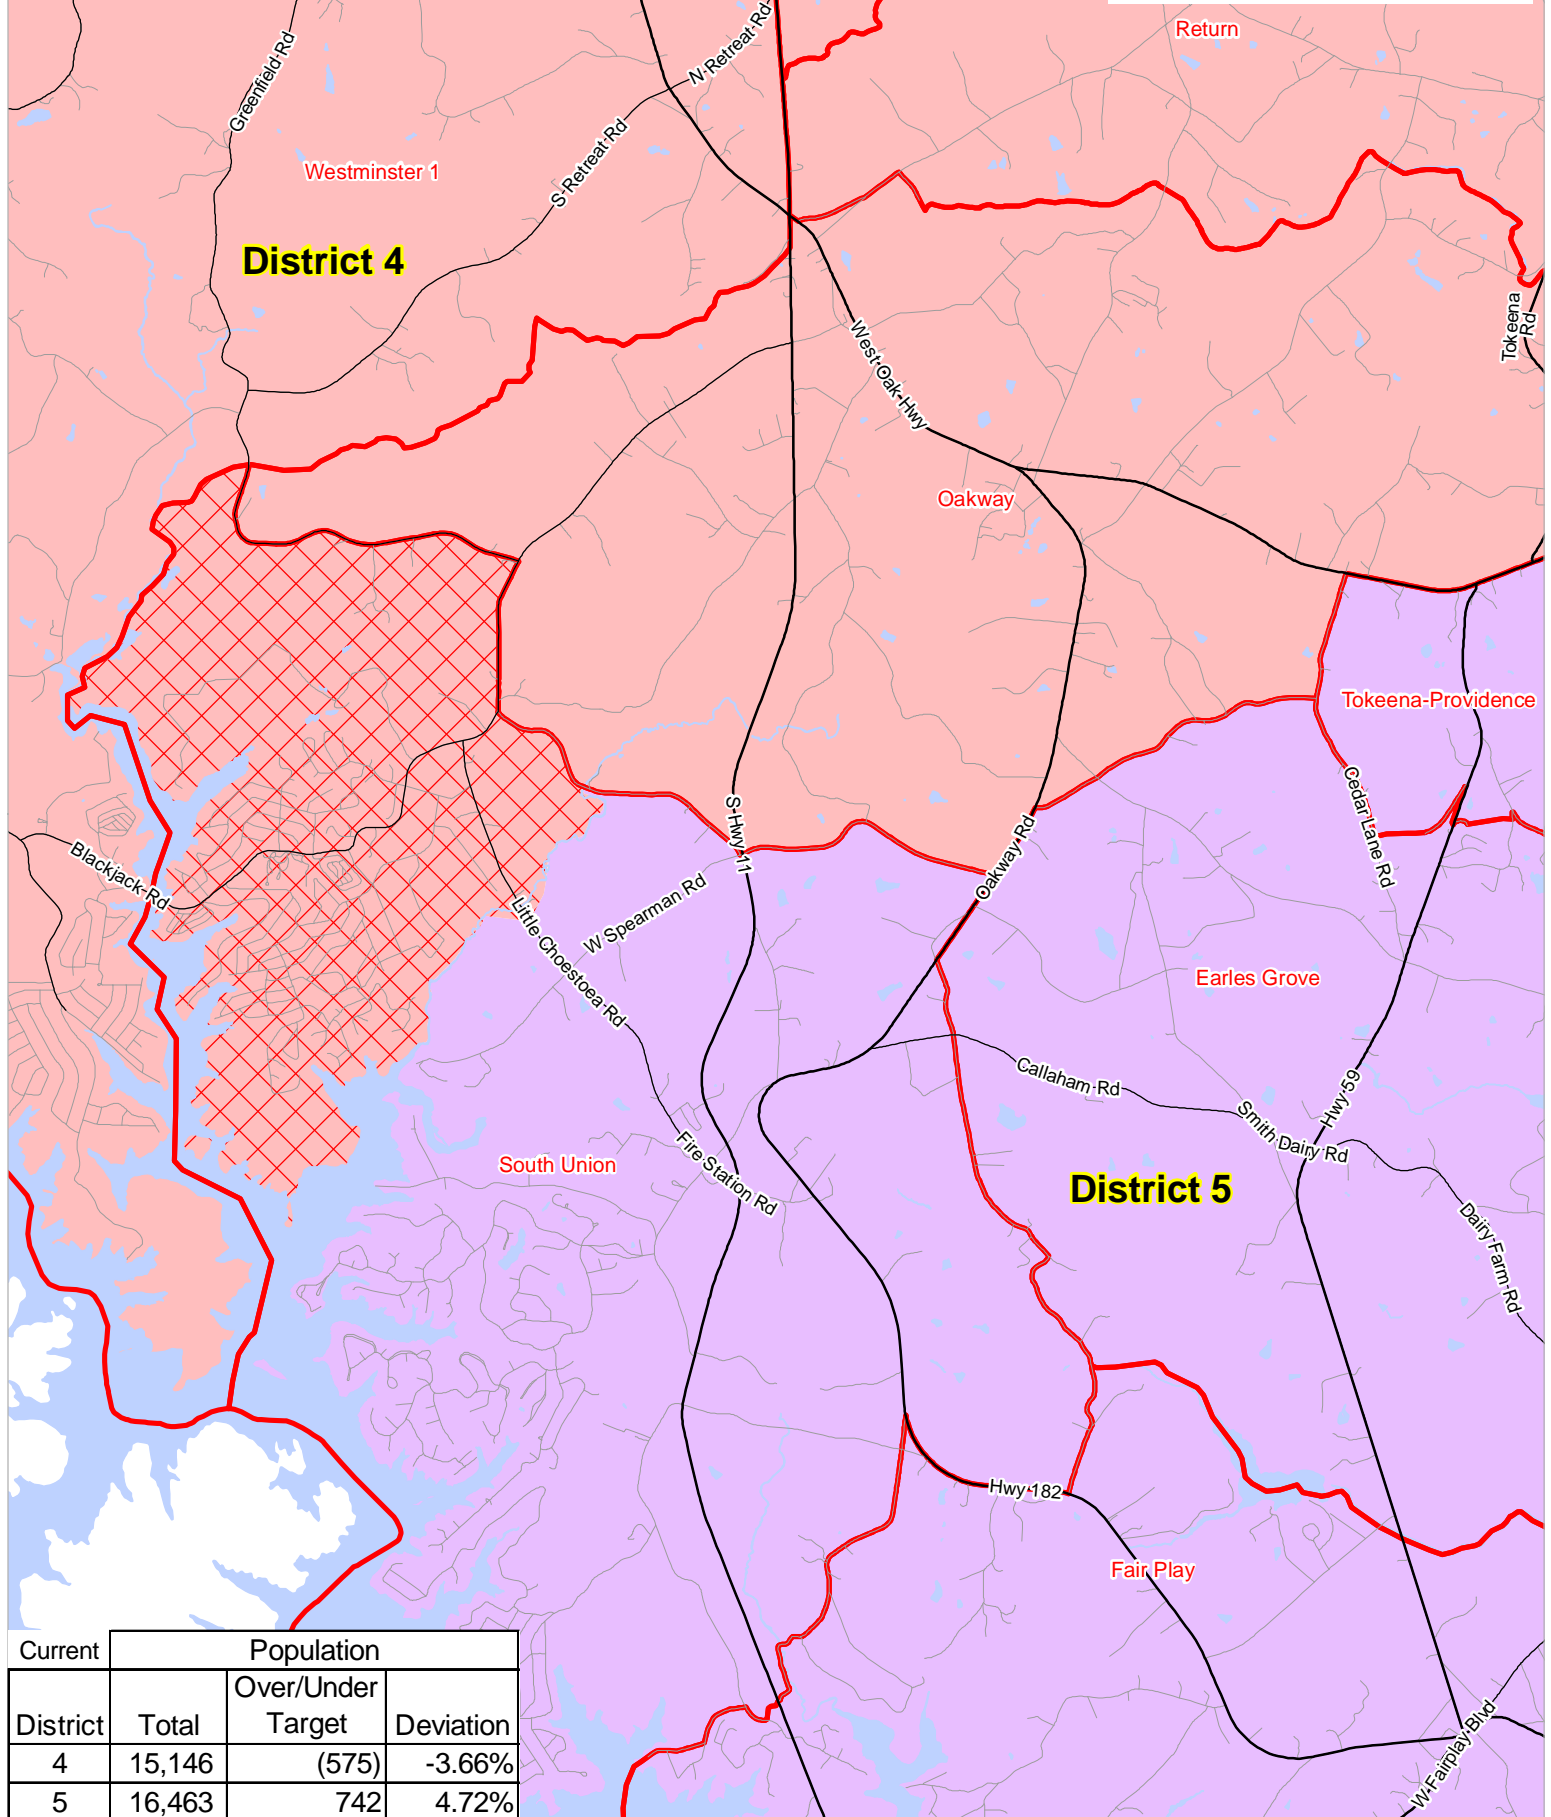 Return
Greenfield Rd
N Retreat Rd
S Retreat Rd
Westminster 1
District 4
Tokeena
Rd
West Oak Hwy
Oakway
Tokeena-Providence
Cedar Lane Rd
S Hwy 11
Oakway Rd
Blackjack Rd
W Spearman Rd
Little Choestoea Rd
Earles Grove
Callaham Rd
Hwy 59
Smith Dairy Rd
South Union
Fire Station Rd
District 5
Dairy Farm Rd
Hwy 182
Fair Play
W Fairplay Blvd
Current Population
District Total Over/Under Target Deviation
4 15,146 (575) -3.66%
5 16,463 742 4.72%